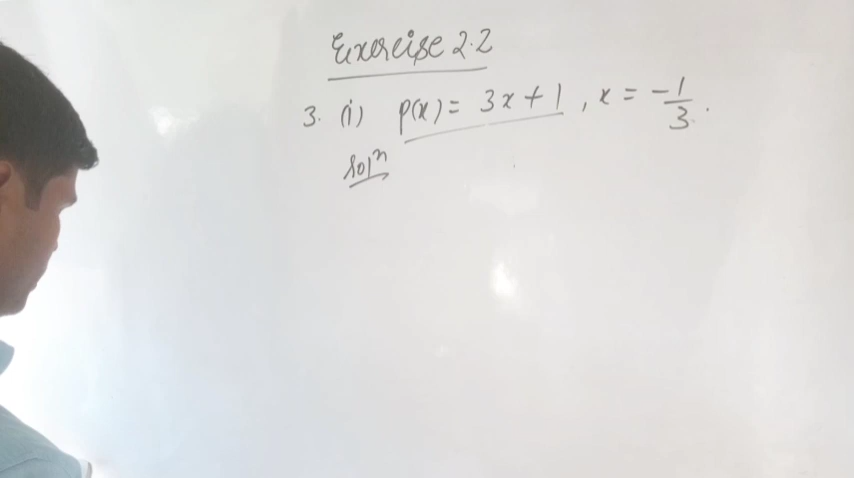 Exercise 2.2
3. (i) p(x) = 3x + 1 , x = -1/3.
Solⁿ